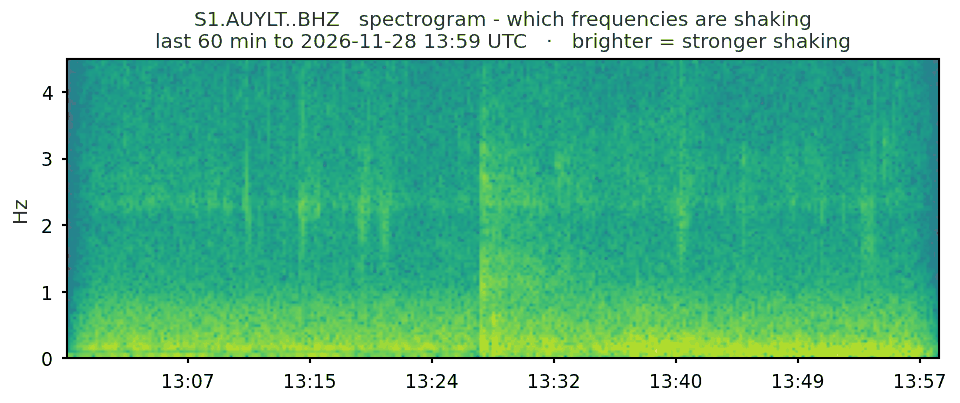 S1.AUYLT..BHZ   spectrogram - which frequencies are shaking
last 60 min to 2026-11-28 13:59 UTC   ·   brighter = stronger shaking
4
3
Hz
2
1
0
13:07 13:15 13:24 13:32 13:40 13:49 13:57